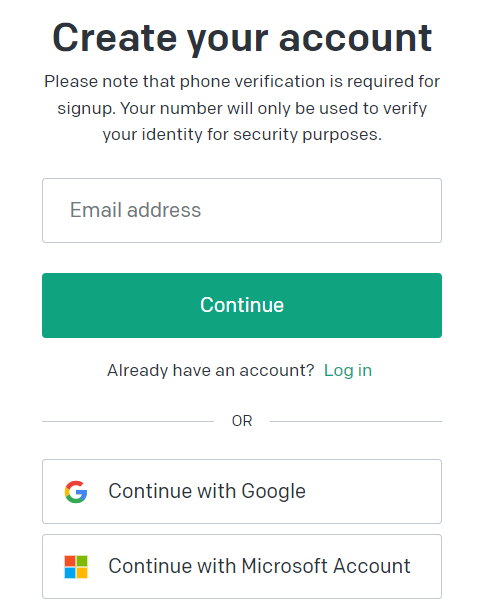 Create your account
Please note that phone verification is required for
signup. Your number will only be used to verify
your identity for security purposes.
Email address
Continue
Already have an account? Log in
OR
Continue with Google
Continue with Microsoft Account